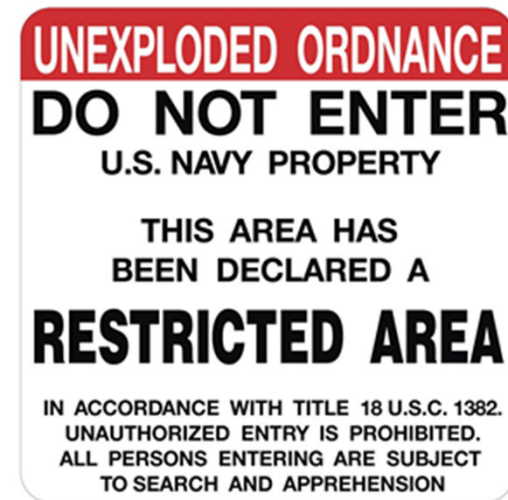 UNEXPLODED ORDNANCE
DO NOT ENTER
U.S. NAVY PROPERTY
THIS AREA HAS
BEEN DECLARED A
RESTRICTED AREA
IN ACCORDANCE WITH TITLE 18 U.S.C. 1382.
UNAUTHORIZED ENTRY IS PROHIBITED.
ALL PERSONS ENTERING ARE SUBJECT
TO SEARCH AND APPREHENSION